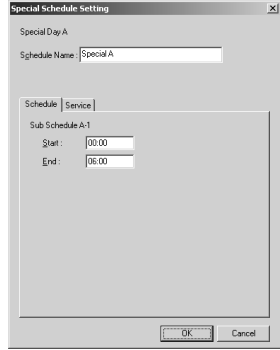 Special Schedule Setting
Special Day A
Schedule Name : Special A
Schedule Service
Sub Schedule A-1
Start : 00:00
End : 06:00
OK Cancel